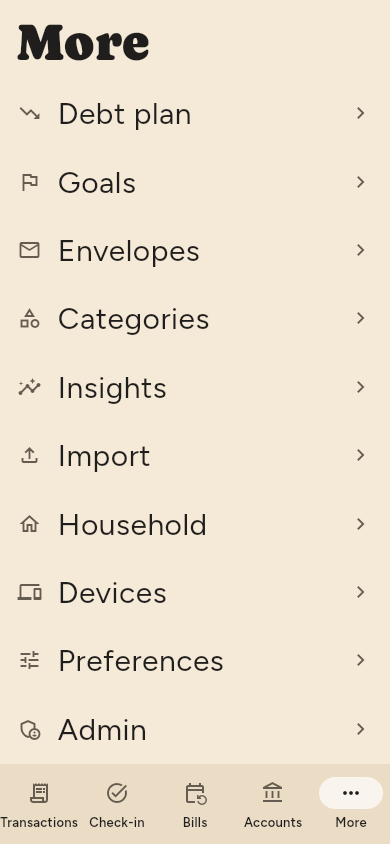 More
Debt plan
Goals
Envelopes
Categories
Insights
Import
Household
Devices
Preferences
Admin
Transactions
Check-in
Bills
Accounts
More